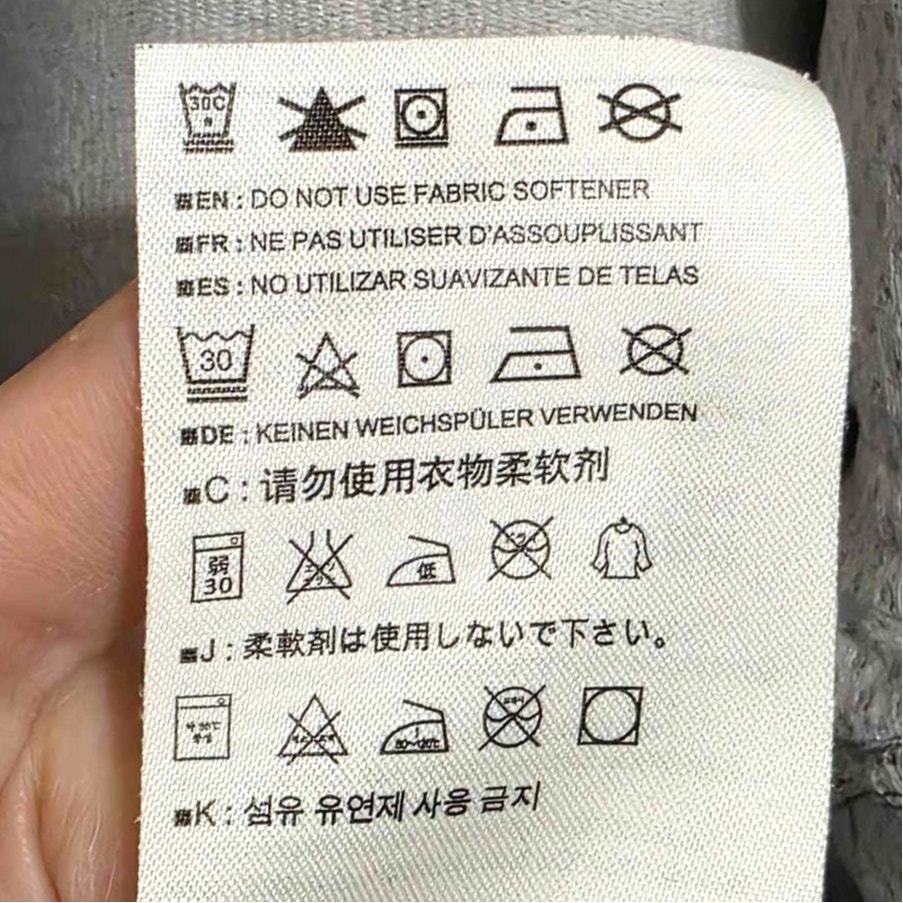 30C
EN : DO NOT USE FABRIC SOFTENER
FR : NE PAS UTILISER D'ASSOUPLISSANT
ES : NO UTILIZAR SUAVIZANTE DE TELAS
30
DE : KEINEN WEICHSPÜLER VERWENDEN
C : 请勿使用衣物柔软剂
弱 30 低
J : 柔軟剤は使用しないで下さい。
K : 섬유 유연제 사용 금지